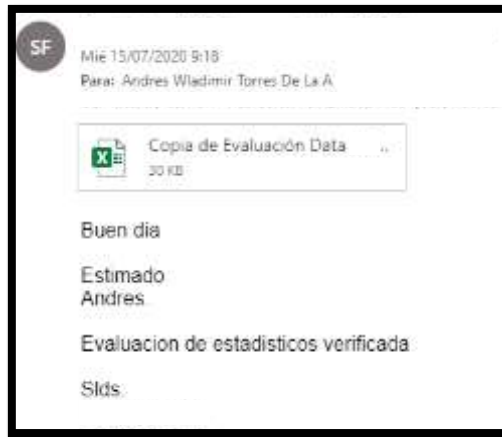 SF
Mié 15/07/2020 9:18
Para: Andres Wladimir Torres De La A
Copia de Evaluación Data ..
30 KB
Buen dia
Estimado
Andres
Evaluacion de estadisticos verificada
Slds.